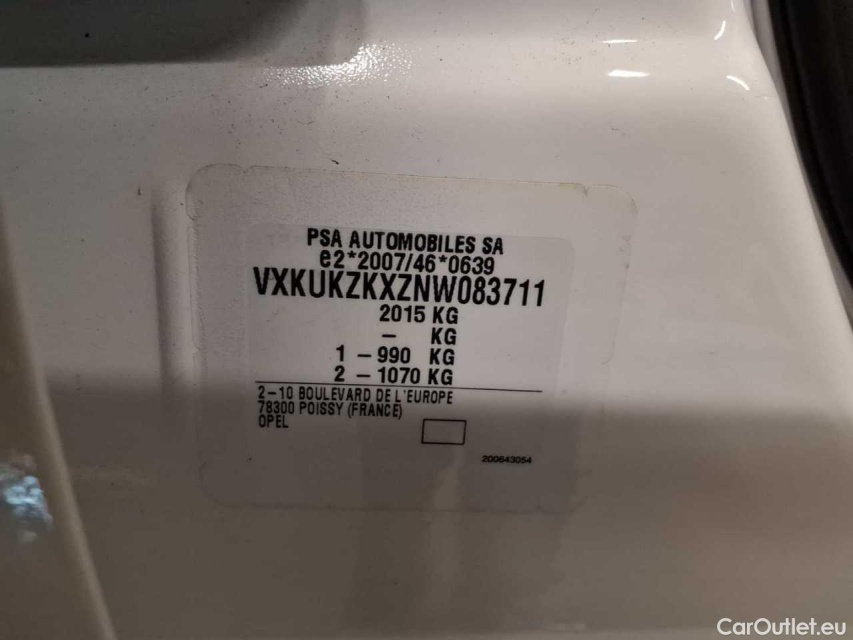 PSA AUTOMOBILES SA
e2*2007/46*0639
VXKUKZKXZNW083711
2015 KG
– KG
1 – 990 KG
2 – 1070 KG
2–10 BOULEVARD DE L'EUROPE
78300 POISSY (FRANCE)
OPEL
200643054
CarOutlet.eu